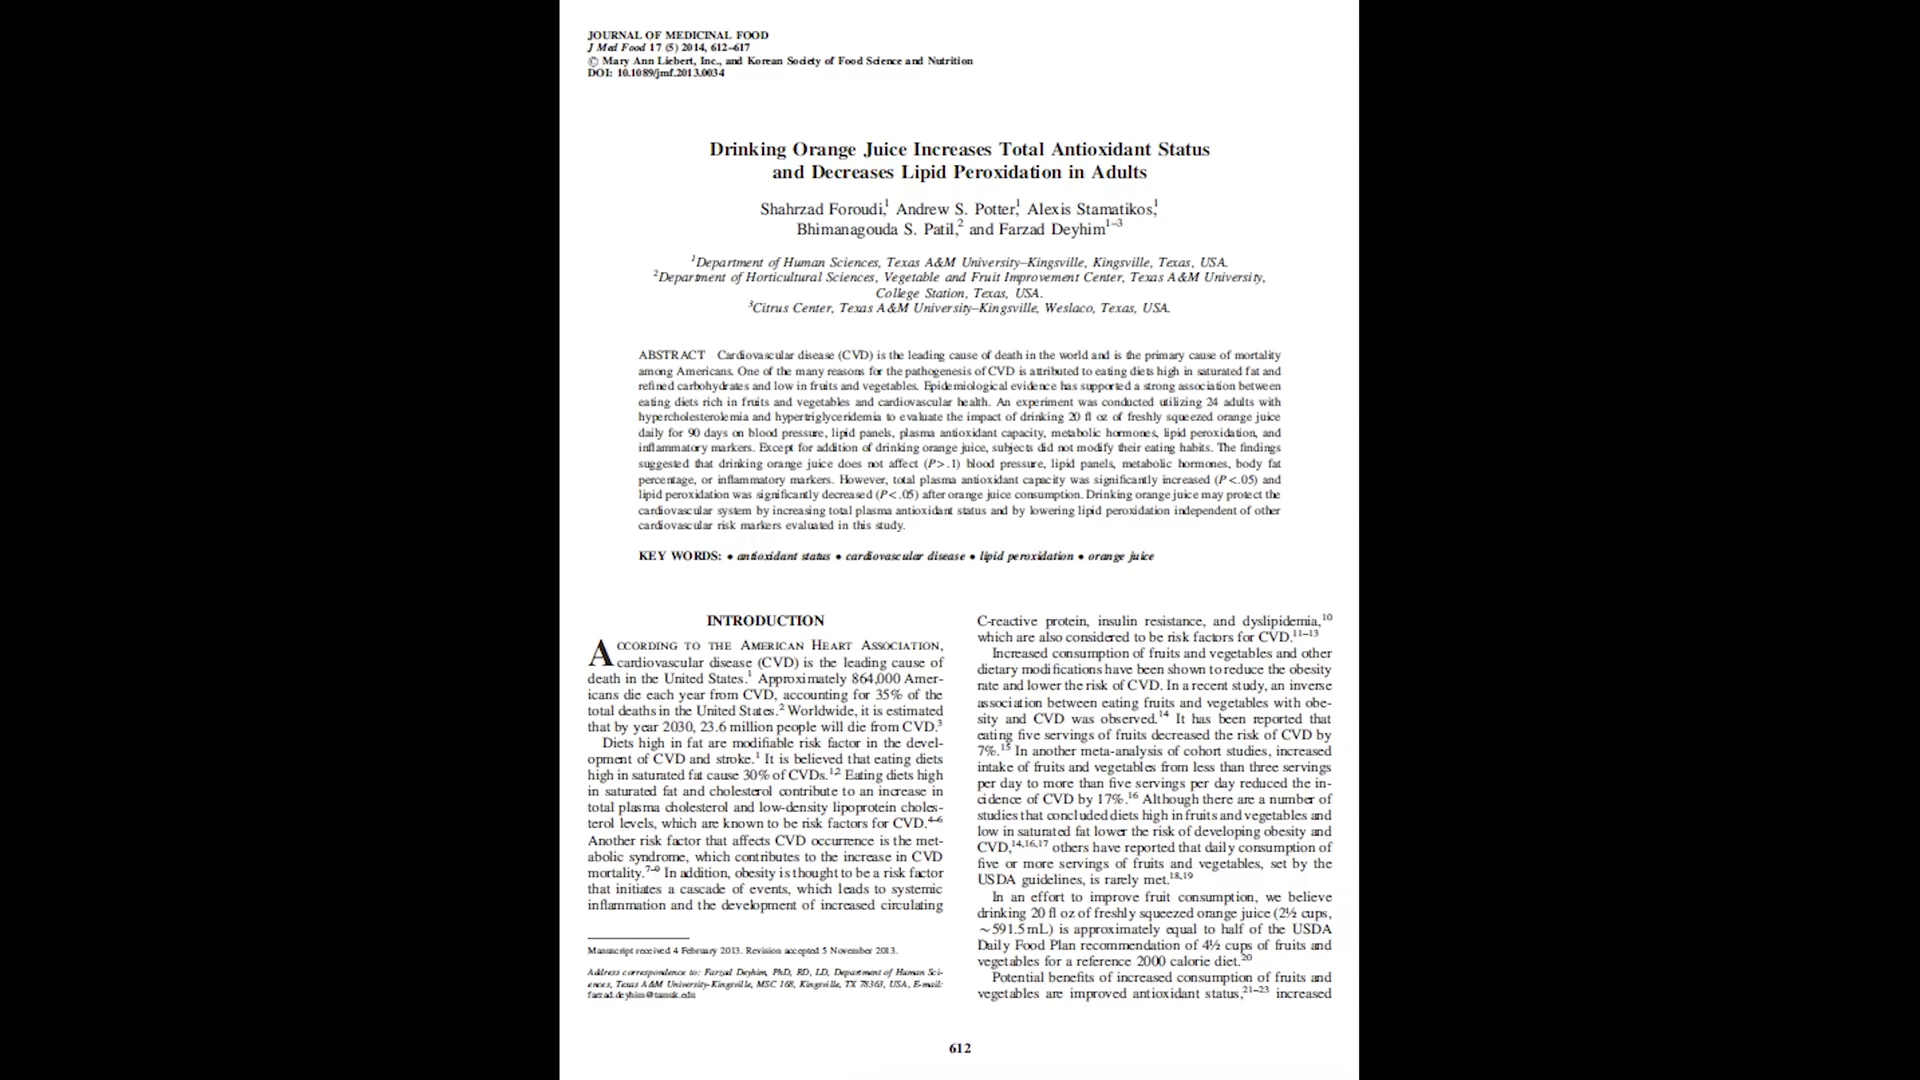 JOURNAL OF MEDICINAL FOOD
J Med Food 17 (5) 2014, 612–617
© Mary Ann Liebert, Inc., and Korean Society of Food Science and Nutrition
DOI: 10.1089/jmf.2013.0034
Drinking Orange Juice Increases Total Antioxidant Status
and Decreases Lipid Peroxidation in Adults
Shahrzad Foroudi,1 Andrew S. Potter,1 Alexis Stamatikos,1
Bhimanagouda S. Patil,2 and Farzad Deyhim1–3
1Department of Human Sciences, Texas A&M University–Kingsville, Kingsville, Texas, USA.
2Department of Horticultural Sciences, Vegetable and Fruit Improvement Center, Texas A&M University,
College Station, Texas, USA.
3Citrus Center, Texas A&M University–Kingsville, Weslaco, Texas, USA.
ABSTRACT Cardiovascular disease (CVD) is the leading cause of death in the world and is the primary cause of mortality
among Americans. One of the many reasons for the pathogenesis of CVD is attributed to eating diets high in saturated fat and
refined carbohydrates and low in fruits and vegetables. Epidemiological evidence has supported a strong association between
eating diets rich in fruits and vegetables and cardiovascular health. An experiment was conducted utilizing 24 adults with
hypercholesterolemia and hypertriglyceridemia to evaluate the impact of drinking 20 fl oz of freshly squeezed orange juice
daily for 90 days on blood pressure, lipid panels, plasma antioxidant capacity, metabolic hormones, lipid peroxidation, and
inflammatory markers. Except for addition of drinking orange juice, subjects did not modify their eating habits. The findings
suggested that drinking orange juice does not affect (P>.1) blood pressure, lipid panels, metabolic hormones, body fat
percentage, or inflammatory markers. However, total plasma antioxidant capacity was significantly increased (P<.05) and
lipid peroxidation was significantly decreased (P<.05) after orange juice consumption. Drinking orange juice may protect the
cardiovascular system by increasing total plasma antioxidant status and by lowering lipid peroxidation independent of other
cardiovascular risk markers evaluated in this study.
KEY WORDS: • antioxidant status • cardiovascular disease • lipid peroxidation • orange juice
INTRODUCTION
ACCORDING TO THE AMERICAN HEART ASSOCIATION,
cardiovascular disease (CVD) is the leading cause of
death in the United States.1 Approximately 864,000 Amer-
icans die each year from CVD, accounting for 35% of the
total deaths in the United States.2 Worldwide, it is estimated
that by year 2030, 23.6 million people will die from CVD.3
Diets high in fat are modifiable risk factor in the devel-
opment of CVD and stroke.1 It is believed that eating diets
high in saturated fat cause 30% of CVDs.1,2 Eating diets high
in saturated fat and cholesterol contribute to an increase in
total plasma cholesterol and low-density lipoprotein choles-
terol levels, which are known to be risk factors for CVD.4–6
Another risk factor that affects CVD occurrence is the met-
abolic syndrome, which contributes to the increase in CVD
mortality.7–9 In addition, obesity is thought to be a risk factor
that initiates a cascade of events, which leads to systemic
inflammation and the development of increased circulating
Manuscript received 4 February 2013. Revision accepted 5 November 2013.
Address correspondence to: Farzad Deyhim, PhD, RD, LD, Department of Human Sci-
ences, Texas A&M University-Kingsville, MSC 168, Kingsville, TX 78363, USA, E-mail:
farzad.deyhim@tamuk.edu
C-reactive protein, insulin resistance, and dyslipidemia,10
which are also considered to be risk factors for CVD.11–13
Increased consumption of fruits and vegetables and other
dietary modifications have been shown to reduce the obesity
rate and lower the risk of CVD. In a recent study, an inverse
association between eating fruits and vegetables with obe-
sity and CVD was observed.14 It has been reported that
eating five servings of fruits decreased the risk of CVD by
7%.15 In another meta-analysis of cohort studies, increased
intake of fruits and vegetables from less than three servings
per day to more than five servings per day reduced the in-
cidence of CVD by 17%.16 Although there are a number of
studies that concluded diets high in fruits and vegetables and
low in saturated fat lower the risk of developing obesity and
CVD,14,16,17 others have reported that daily consumption of
five or more servings of fruits and vegetables, set by the
USDA guidelines, is rarely met.18,19
In an effort to improve fruit consumption, we believe
drinking 20 fl oz of freshly squeezed orange juice (2½ cups,
~591.5 mL) is approximately equal to half of the USDA
Daily Food Plan recommendation of 4½ cups of fruits and
vegetables for a reference 2000 calorie diet.20
Potential benefits of increased consumption of fruits and
vegetables are improved antioxidant status,21–23 increased
612